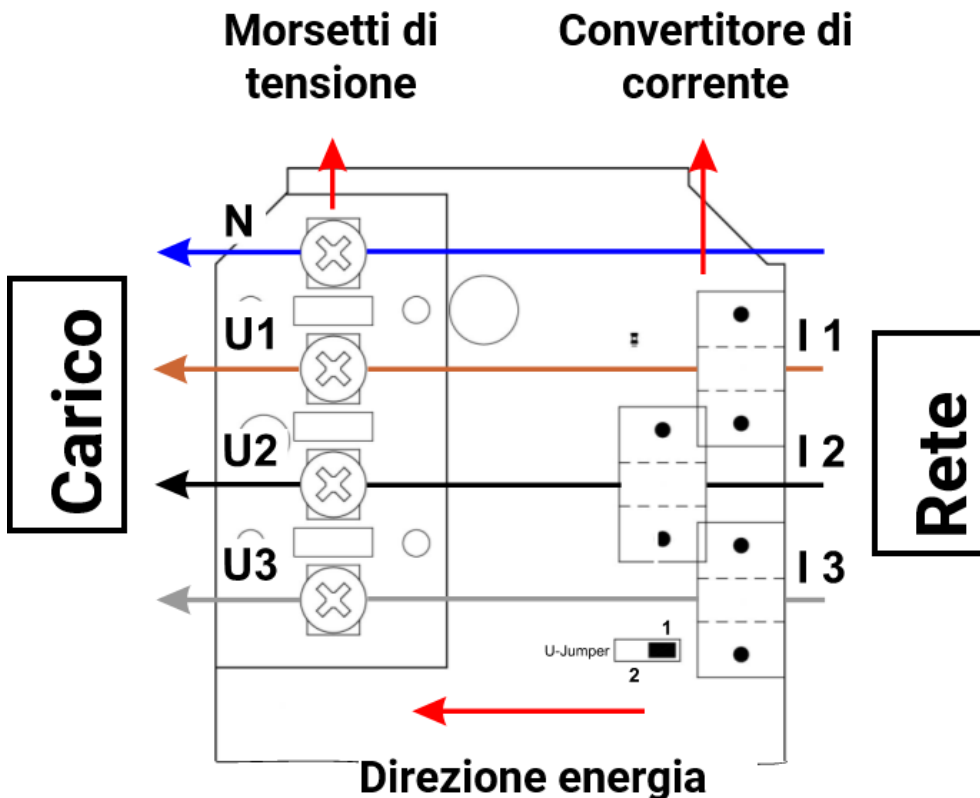 Morsetti di
tensione
Convertitore di
corrente
N
U1
I 1
Carico
Rete
U2
I 2
U3
I 3
1
U-Jumper
2
Direzione energia